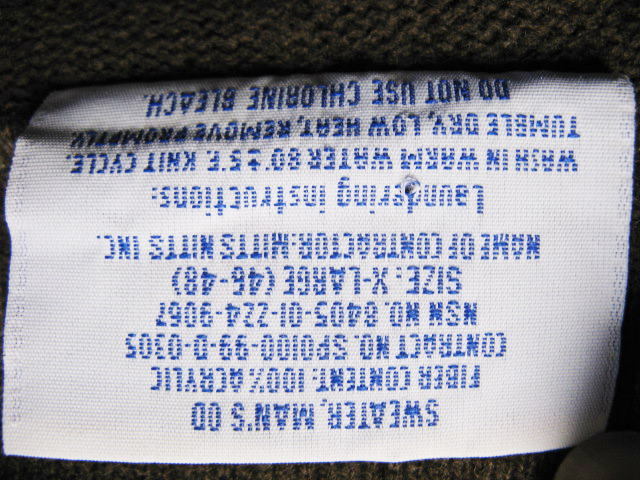 SWEATER, MAN'S OD
FIBER CONTENT: 100% ACRYLIC
CONTRACT NO. SPO100-99-D-0305
NSN NO. 8405-01-224-9067
SIZE: X-LARGE (46-48)
NAME OF CONTRACTOR: MITTS NITTS INC.
Laundering instructions:
WASH IN WARM WATER 80 ± 5 F. KNIT CYCLE.
TUMBLE DRY, LOW HEAT, REMOVE PROMPTLY.
DO NOT USE CHLORINE BLEACH.